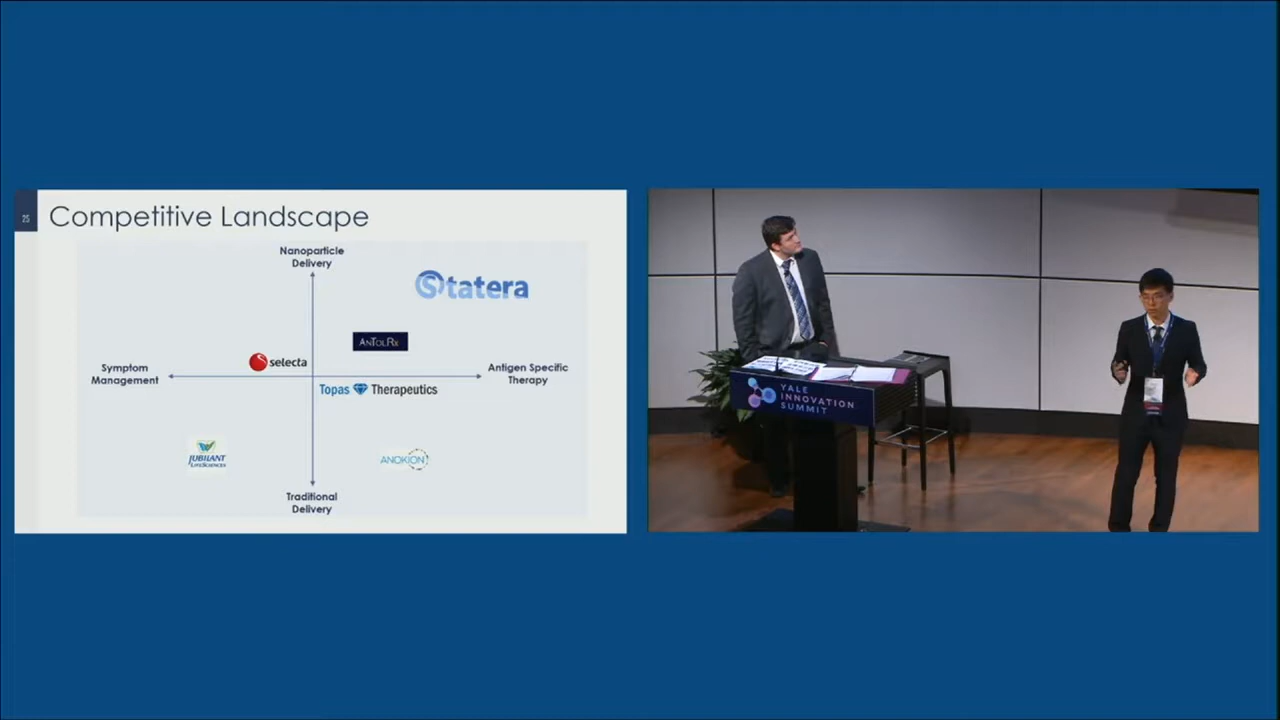 25
Competitive Landscape
Nanoparticle
Delivery
Statera
AnTolRx
selecta
Symptom
Management
Antigen Specific
Therapy
Topas Therapeutics
JUBILANT
LifeSciences
ANOKION
Traditional
Delivery
YALE
INNOVATION
SUMMIT